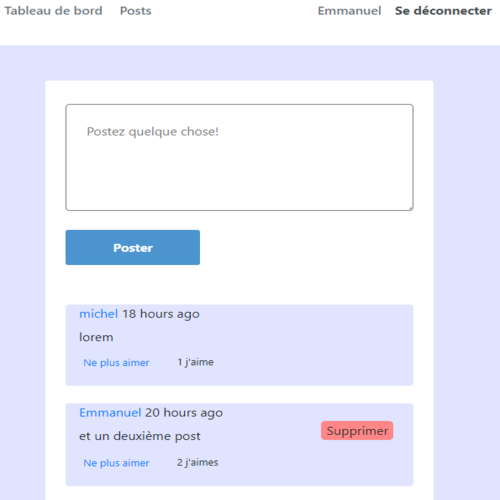 Tableau de bord Posts Emmanuel Se déconnecter
Postez quelque chose!
Poster
michel 18 hours ago
lorem
Ne plus aimer 1 j'aime
Emmanuel 20 hours ago
et un deuxième post Supprimer
Ne plus aimer 2 j'aimes